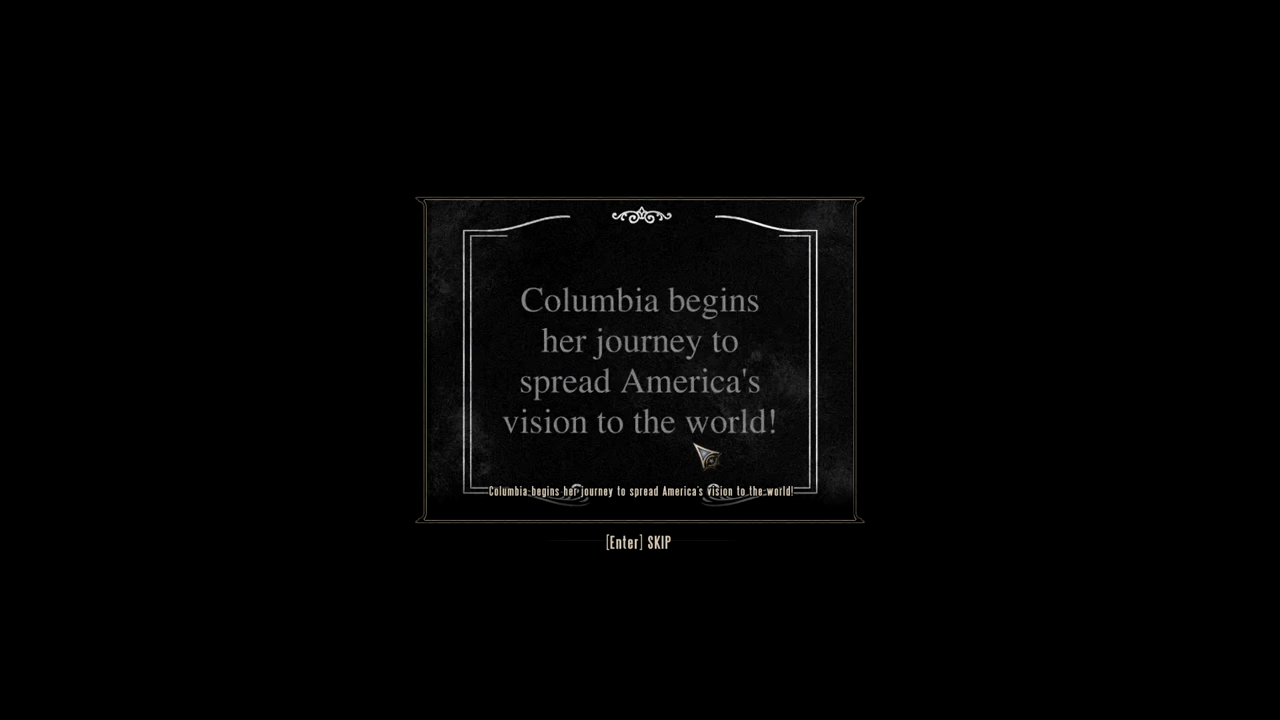 Columbia begins
her journey to
spread America's
vision to the world!
Columbia begins her journey to spread America's vision to the world!
[Enter] SKIP